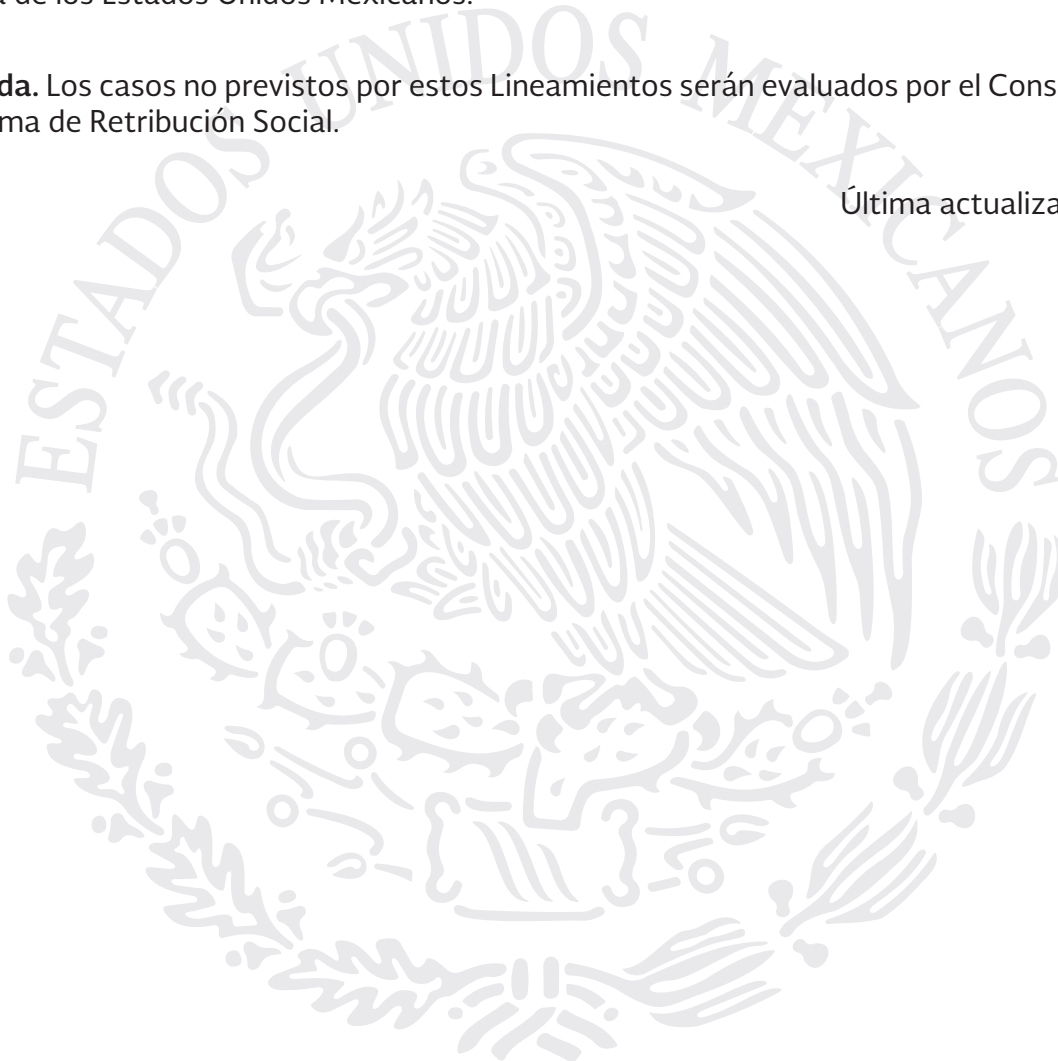 de los Estados Unidos Mexicanos.
da. Los casos no previstos por estos Lineamientos serán evaluados por el Cons
ma de Retribución Social.
Última actualiza
ESTADOS UNIDOS MEXICANOS